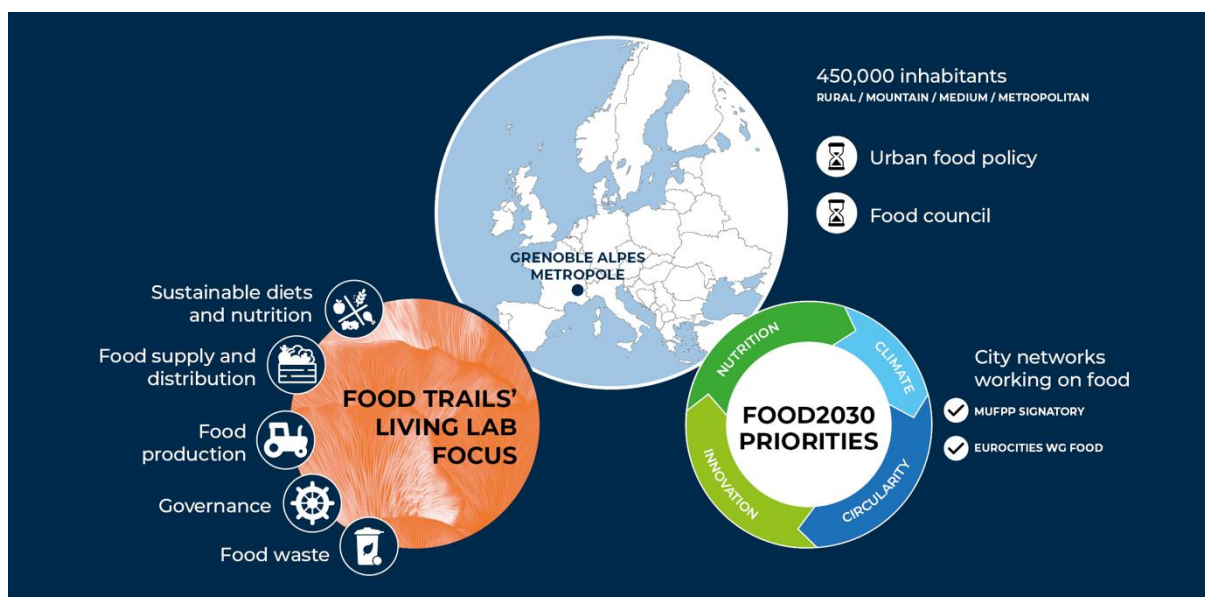 450,000 inhabitants
RURAL / MOUNTAIN / MEDIUM / METROPOLITAN
Urban food policy
Food council
GRENOBLE ALPES
METROPOLE
Sustainable diets
and nutrition
Food supply and
distribution
Food
production
Governance
Food waste
FOOD TRAILS’
LIVING LAB
FOCUS
NUTRITION
CLIMATE
CIRCULARITY
INNOVATION
FOOD2030
PRIORITIES
City networks
working on food
MUFPP SIGNATORY
EUROCITIES WG FOOD